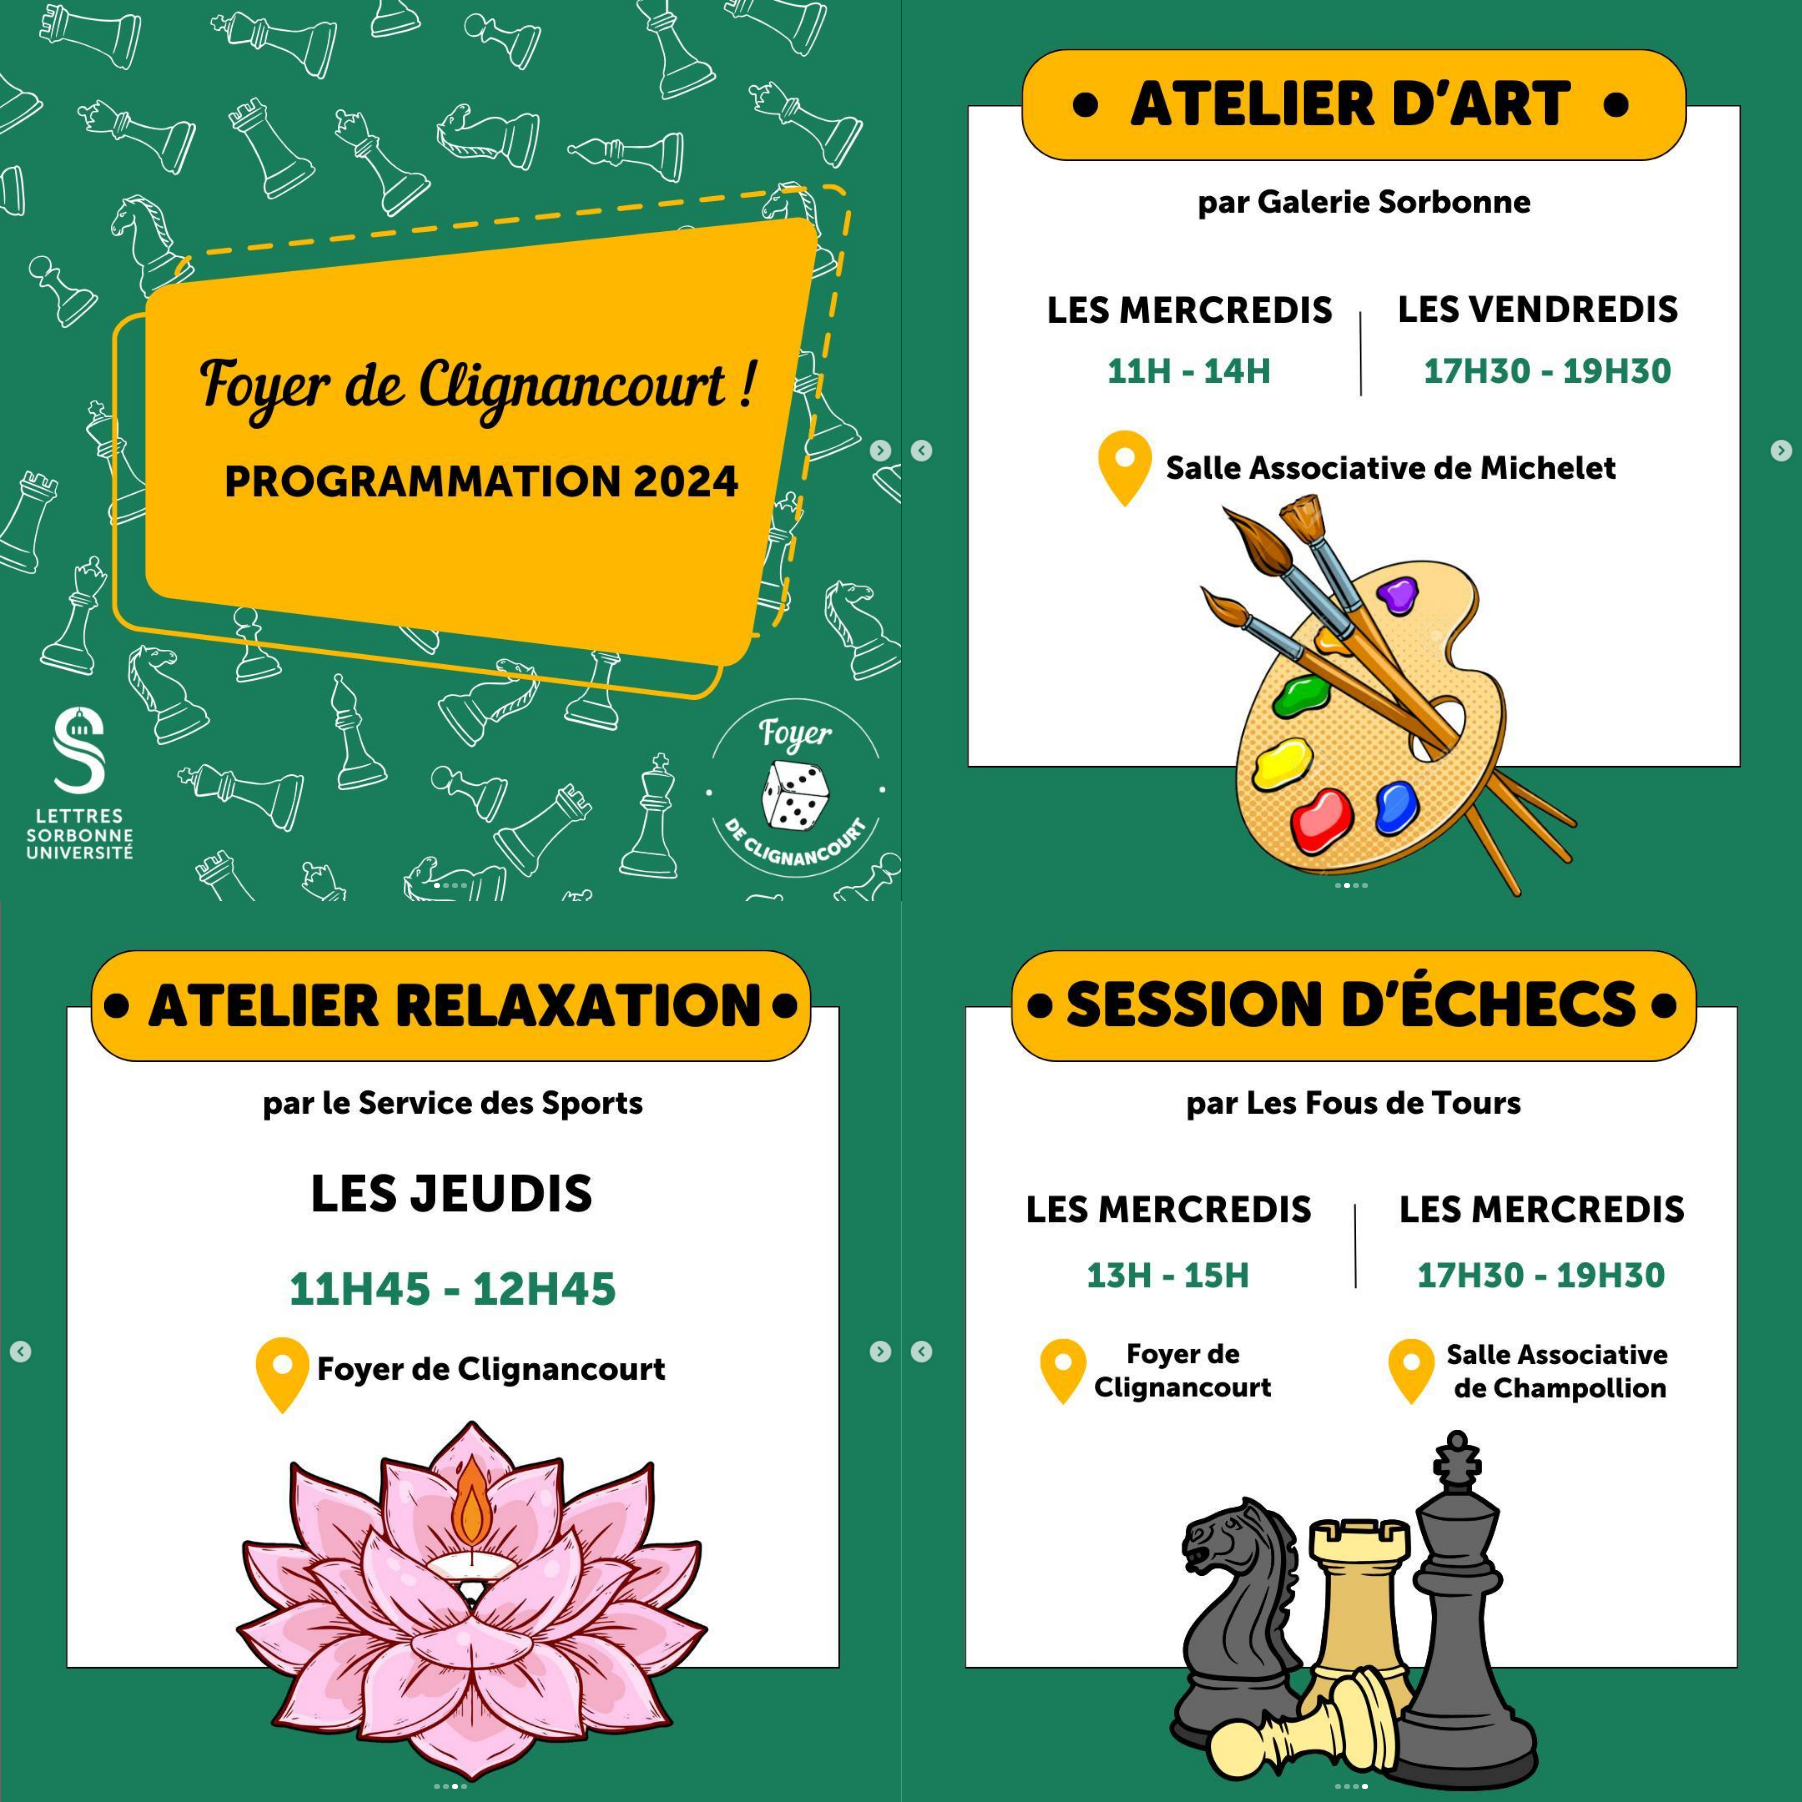 Foyer de Clignancourt !
PROGRAMMATION 2024
LETTRES
SORBONNE
UNIVERSITÉ
Foyer
DE CLIGNANCOURT
• ATELIER D'ART •
par Galerie Sorbonne
LES MERCREDIS
11H - 14H
LES VENDREDIS
17H30 - 19H30
Salle Associative de Michelet
• ATELIER RELAXATION •
par le Service des Sports
LES JEUDIS
11H45 - 12H45
Foyer de Clignancourt
• SESSION D'ÉCHECS •
par Les Fous de Tours
LES MERCREDIS
13H - 15H
Foyer de
Clignancourt
LES MERCREDIS
17H30 - 19H30
Salle Associative
de Champollion